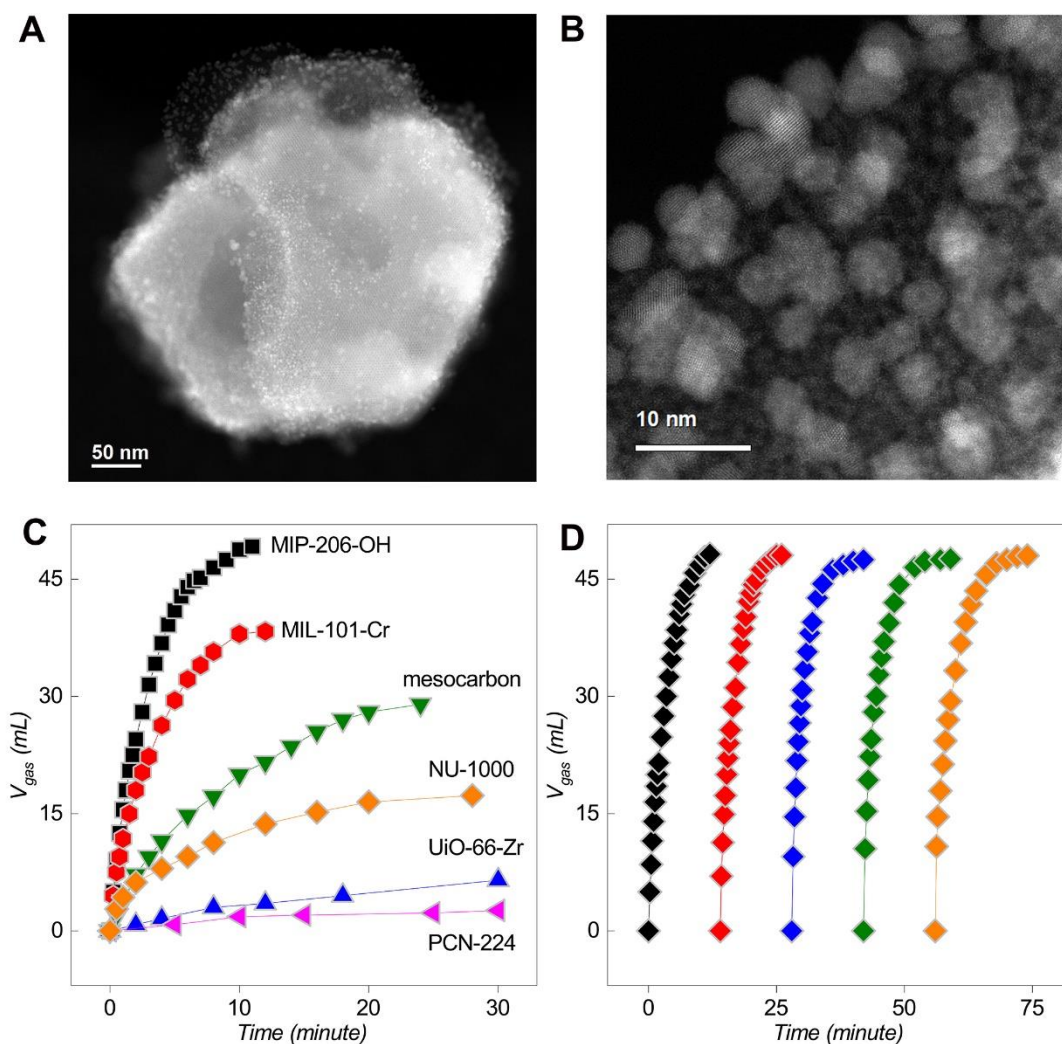 A
B
50 nm
10 nm
C
D
45
30
15
0
V_gas (mL)
MIP-206-OH
MIL-101-Cr
mesocarbon
NU-1000
UiO-66-Zr
PCN-224
0
10
20
30
Time (minute)
45
30
15
0
V_gas (mL)
0
25
50
75
Time (minute)